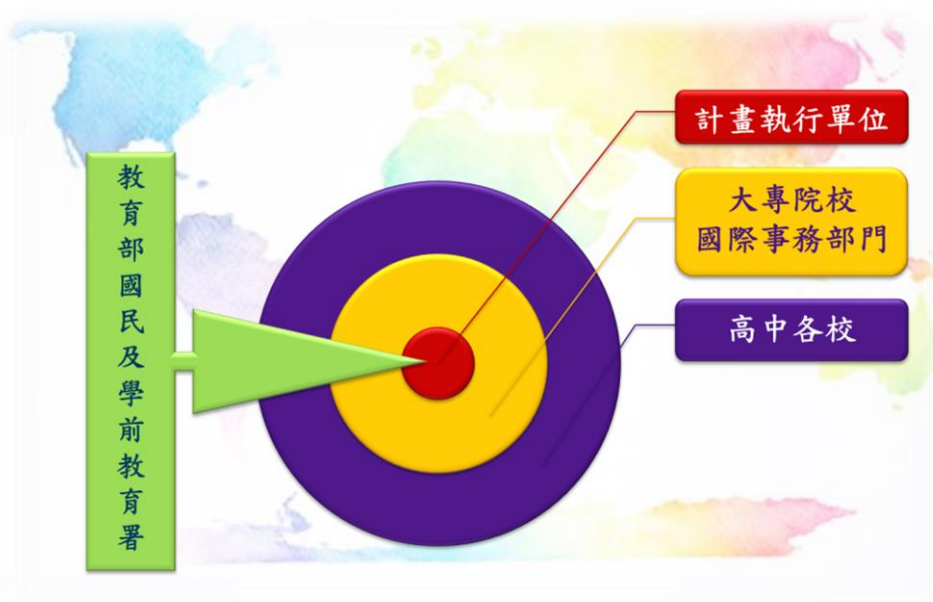 教育部國民及學前教育署
計畫執行單位
大專院校
國際事務部門
高中各校